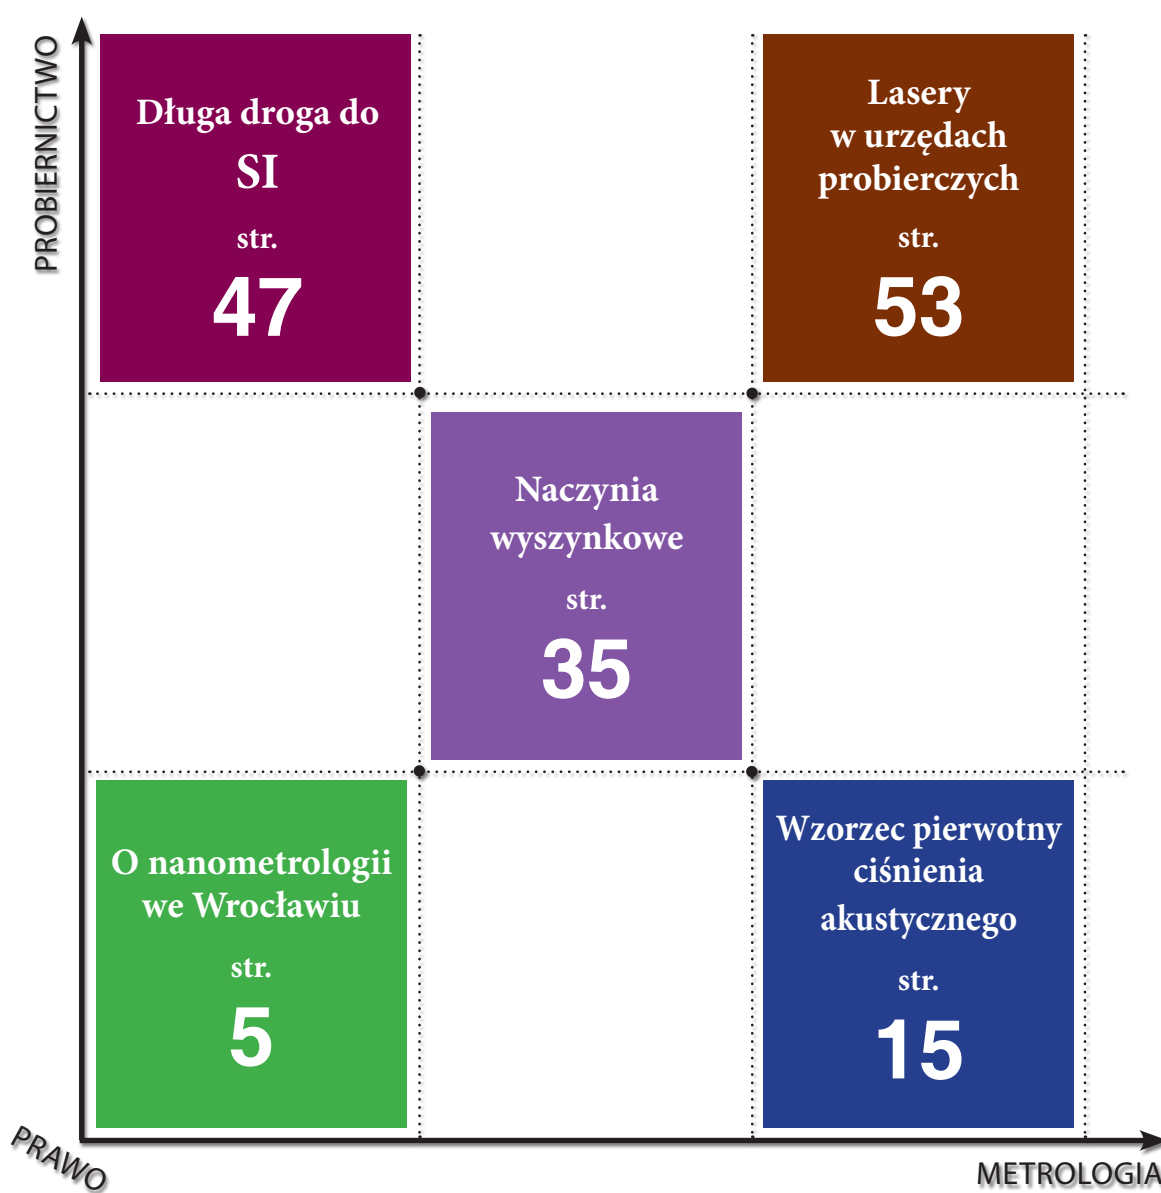 PROBIERNICTWO
Długa droga do
SI
str.
47
Lasery
w urzędach
probierczych
str.
53
Naczynia
wyszynkowe
str.
35
O nanometrologii
we Wrocławiu
str.
5
Wzorzec pierwotny
ciśnienia
akustycznego
str.
15
PRAWO
METROLOGIA